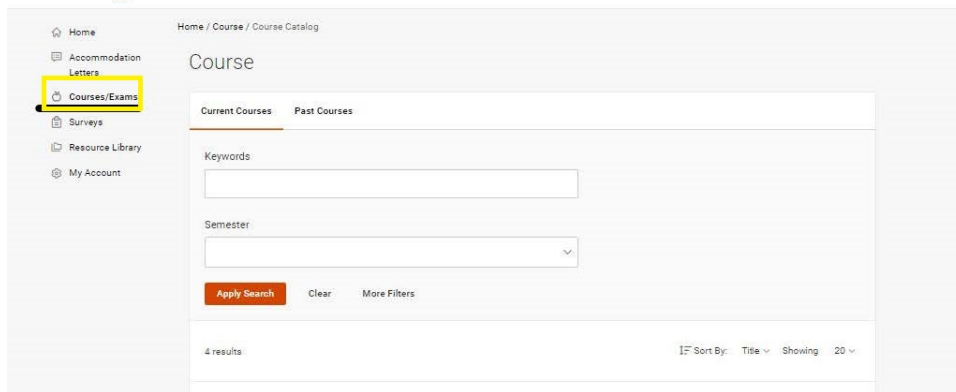 Home
Accommodation
Letters
Courses/Exams
Surveys
Resource Library
My Account
Home / Course / Course Catalog
Course
Current Courses Past Courses
Keywords
Semester
Apply Search Clear More Filters
4 results Sort By: Title Showing 20